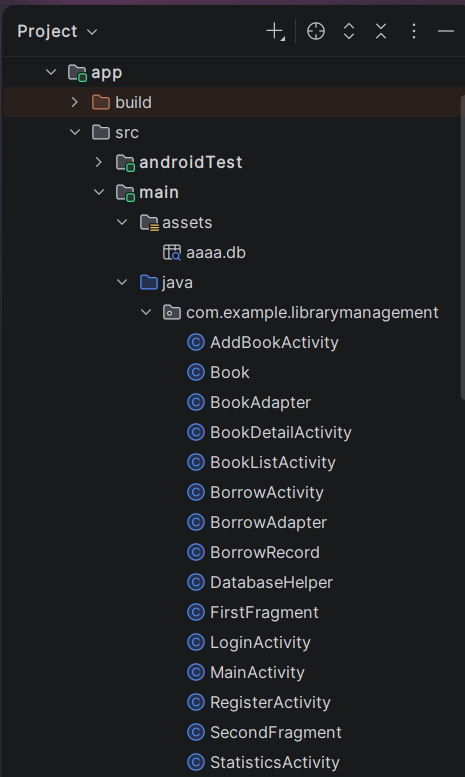 Project
app
build
src
androidTest
main
assets
aaaa.db
java
com.example.librarymanagement
AddBookActivity
Book
BookAdapter
BookDetailActivity
BookListActivity
BorrowActivity
BorrowAdapter
BorrowRecord
DatabaseHelper
FirstFragment
LoginActivity
MainActivity
RegisterActivity
SecondFragment
StatisticsActivity